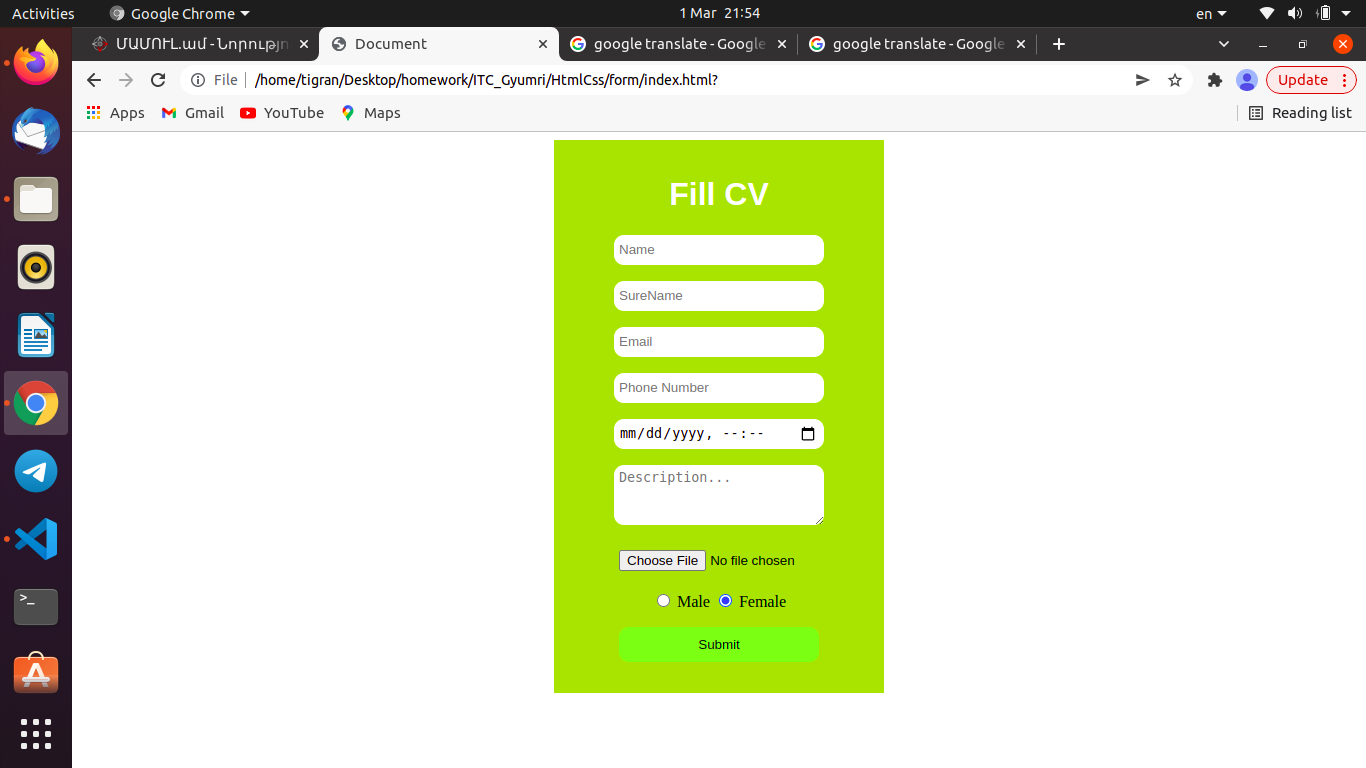 Activities Google Chrome 1 Mar 21:54 en
ՄԱՄՈՒԼ.ամ - Նորություն Document google translate - Google google translate - Google
File /home/tigran/Desktop/homework/ITC_Gyumri/HtmlCss/form/index.html? Update
Apps Gmail YouTube Maps Reading list
Fill CV
Name
SureName
Email
Phone Number
mm/dd/yyyy, --:--
Description...
Choose File No file chosen
Male Female
Submit
>_